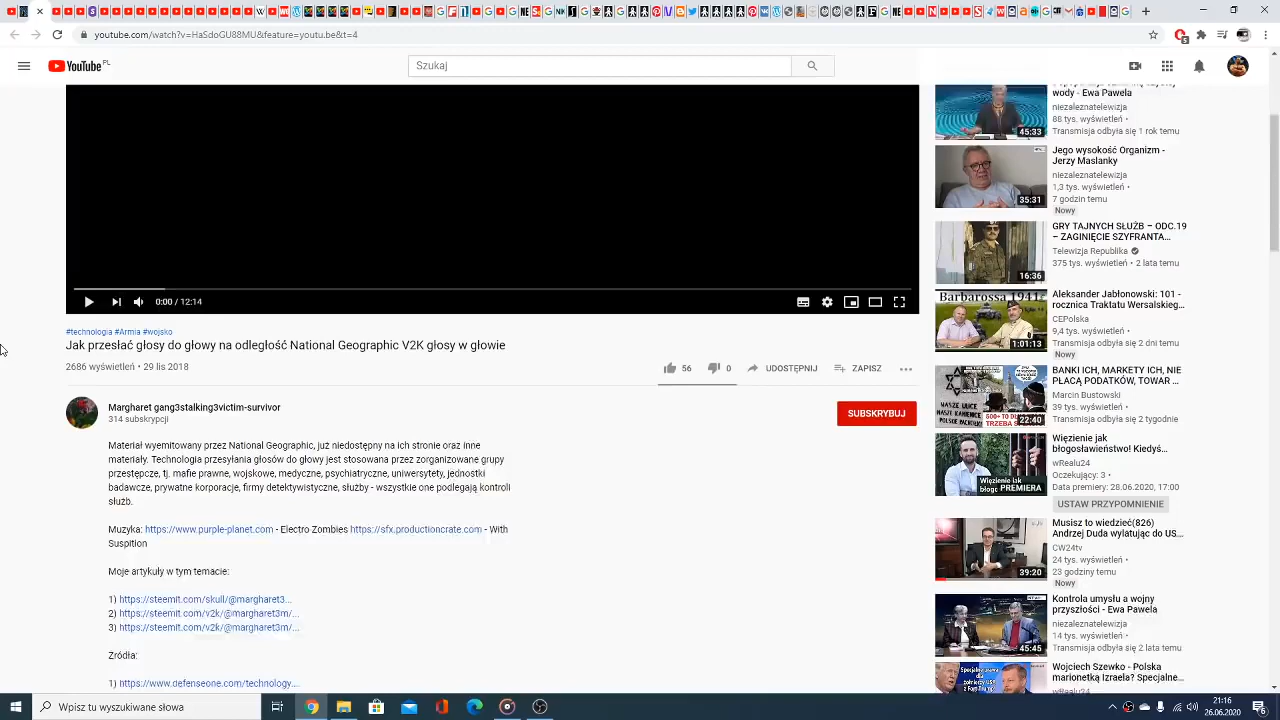 youtube.com/watch?v=HaSdoGU88MU&feature=youtu.be&t=4
YouTube PL
Szukaj
0:00 / 12:14
#technologia #Armia #wojsko
Jak przesłać głosy do głowy na odległość National Geographic V2K głosy w głowie
2686 wyświetleń • 29 lis 2018
56
0
UDOSTĘPNIJ
ZAPISZ
Margharet gang3stalking3victim-survivor
314 subskrypcji
SUBSKRYBUJ
Materiał wyemitowany przez National Geographic, już niedostępny na ich stronie oraz inne
materiały. Technologia przesyłania głosów do głowy jest stosowana przez zorganizowane grupy
przestępcze, tj. mafie prawne, wojskowe, medyczne, psychiatryczne, uniwersytety, jednostki
badawcze, prywatne korporacje, firmy detektwyistyczne, służby - wszystkie one podlegają kontroli
służb.
Muzyka: https://www.purple-planet.com - Electro Zombies https://sfx.productioncrate.com - With
Suspition
Moje artykuły w tym temacie:
1) https://steemit.com/skull/@margharet3...
2) https://steemit.com/v2k/@margharet3m/...
3) https://steemit.com/v2k/@margharet3m/...
Źródła:
1) https://www.defenseone.com/technolog...
wody - Ewa Pawela
niezaleznatelewizja
88 tys. wyświetleń •
Transmisja odbyła się 1 rok temu
45:33
Jego wysokość Organizm -
Jerzy Maslanky
niezaleznatelewizja
1,3 tys. wyświetleń •
7 godzin temu
Nowy
35:31
GRY TAJNYCH SŁUŻB – ODC.19
– ZAGINIĘCIE SZYFRANTA...
Telewizja Republika
375 tys. wyświetleń • 2 lata temu
16:36
Barbarossa 1941
Aleksander Jabłonowski: 101 -
rocznica Traktatu Wersalskieg...
CEPolska
9,4 tys. wyświetleń •
Transmisja odbyła się 2 dni temu
Nowy
1:01:13
BANKI ICH, MARKETY ICH, NIE
PŁACĄ PODATKÓW, TOWAR ...
Marcin Bustowski
39 tys. wyświetleń •
Transmisja odbyła się 2 tygodnie
NASZE ULICE
22:40
Więzienie jak
błogosławieństwo! Kiedyś...
wRealu24
Oczekujący: 3 •
Data premiery: 28.06.2020, 17:00
USTAW PRZYPOMNIENIE
Więzienie jak
błogo
PREMIERA
Musisz to wiedzieć(826)
Andrzej Duda wylatując do US...
CW24tv
24 tys. wyświetleń •
23 godziny temu
Nowy
39:20
Kontrola umysłu a wojny
przyszłości - Ewa Pawela
niezaleznatelewizja
14 tys. wyświetleń •
Transmisja odbyła się 2 lata temu
45:45
Wojciech Szewko - Polska
marionetką Izraela? Specjalne...
wRealu24
Wpisz tu wyszukiwane słowa
21:16
26.06.2020